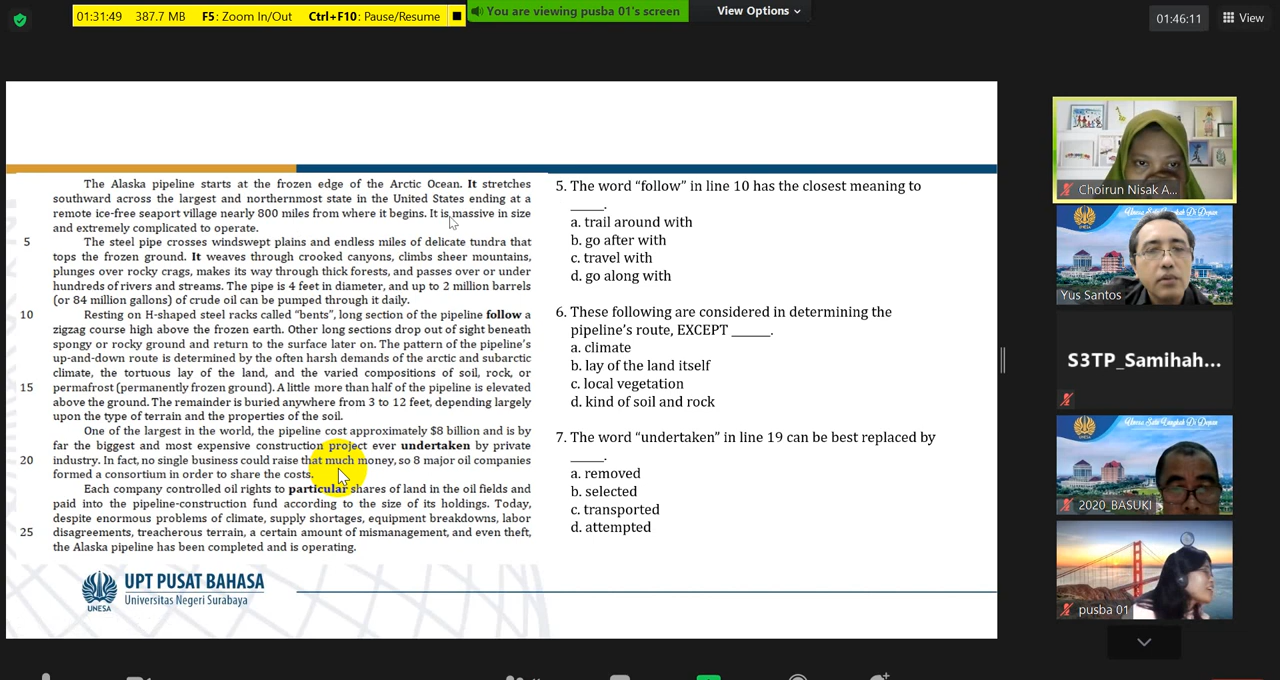 01:31:49 387.7 MB F5: Zoom In/Out Ctrl+F10: Pause/Resume
You are viewing pusba 01's screen
View Options
01:46:11
View
The Alaska pipeline starts at the frozen edge of the Arctic Ocean. It stretches
southward across the largest and northernmost state in the United States ending at a
remote ice-free seaport village nearly 800 miles from where it begins. It is massive in size
and extremely complicated to operate.
5 The steel pipe crosses windswept plains and endless miles of delicate tundra that
tops the frozen ground. It weaves through crooked canyons, climbs sheer mountains,
plunges over rocky crags, makes its way through thick forests, and passes over or under
hundreds of rivers and streams. The pipe is 4 feet in diameter, and up to 2 million barrels
(or 84 million gallons) of crude oil can be pumped through it daily.
10 Resting on H-shaped steel racks called "bents", long section of the pipeline follow a
zigzag course high above the frozen earth. Other long sections drop out of sight beneath
spongy or rocky ground and return to the surface later on. The pattern of the pipeline's
up-and-down route is determined by the often harsh demands of the arctic and subarctic
climate, the tortuous lay of the land, and the varied compositions of soil, rock, or
15 permafrost (permanently frozen ground). A little more than half of the pipeline is elevated
above the ground. The remainder is buried anywhere from 3 to 12 feet, depending largely
upon the type of terrain and the properties of the soil.
One of the largest in the world, the pipeline cost approximately $8 billion and is by
far the biggest and most expensive construction project ever undertaken by private
20 industry. In fact, no single business could raise that much money, so 8 major oil companies
formed a consortium in order to share the costs.
Each company controlled oil rights to particular shares of land in the oil fields and
paid into the pipeline-construction fund according to the size of its holdings. Today,
despite enormous problems of climate, supply shortages, equipment breakdowns, labor
25 disagreements, treacherous terrain, a certain amount of mismanagement, and even theft,
the Alaska pipeline has been completed and is operating.
5. The word "follow" in line 10 has the closest meaning to
_____.
a. trail around with
b. go after with
c. travel with
d. go along with
6. These following are considered in determining the
pipeline's route, EXCEPT _____.
a. climate
b. lay of the land itself
c. local vegetation
d. kind of soil and rock
7. The word "undertaken" in line 19 can be best replaced by
_____.
a. removed
b. selected
c. transported
d. attempted
UNESA
UPT PUSAT BAHASA
Universitas Negeri Surabaya
Choirun Nisak A...
Yus Santos
S3TP_Samihah...
2020_BASUKI
pusba 01